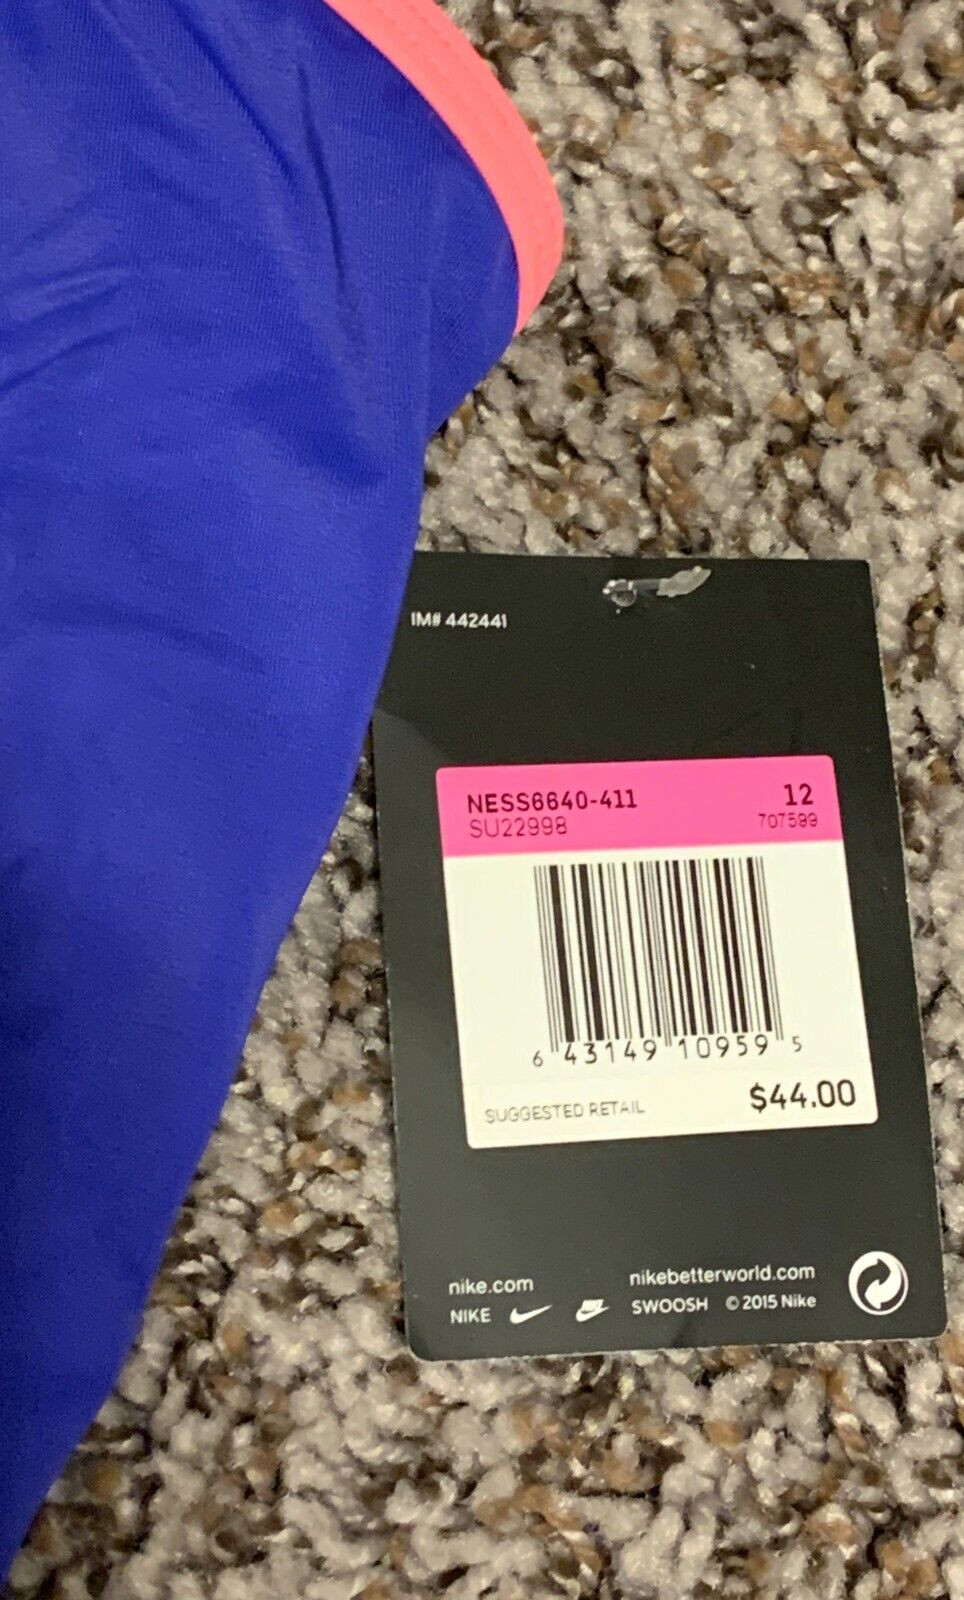 IM# 442441
NESS6640-411 12
SU22998 707599
6 43149 10959 5
SUGGESTED RETAIL $44.00
nike.com nikebetterworld.com
NIKE SWOOSH © 2015 Nike